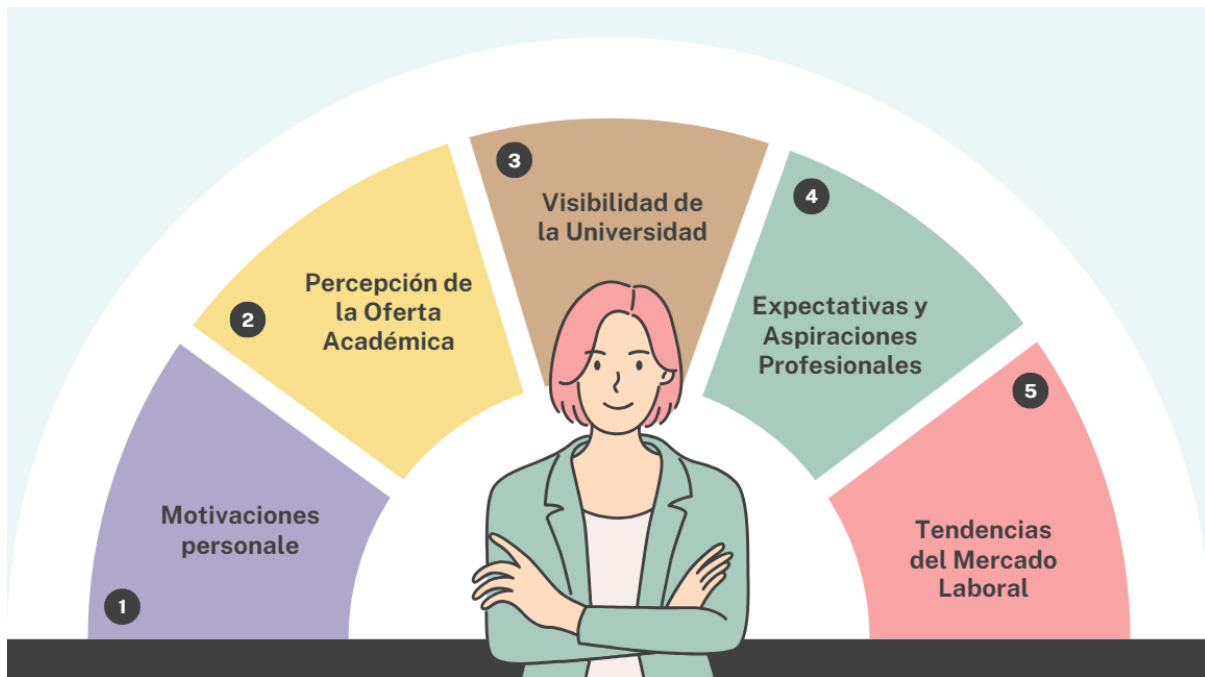 1
Motivaciones
personale
2
Percepción de
la Oferta
Académica
3
Visibilidad de
la Universidad
4
Expectativas y
Aspiraciones
Profesionales
5
Tendencias
del Mercado
Laboral